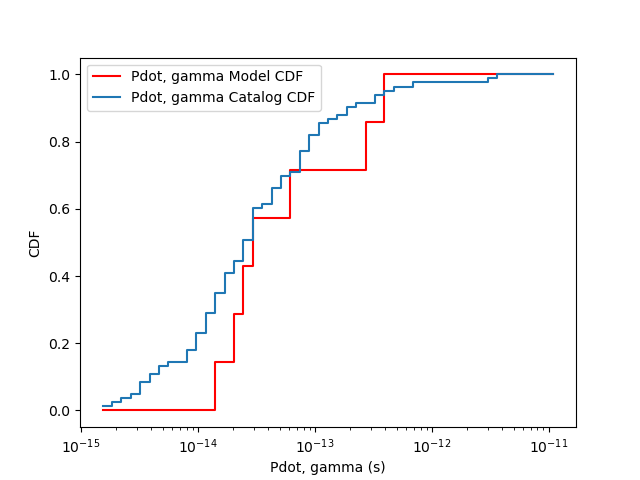 Pdot, gamma Model CDF
Pdot, gamma Catalog CDF
1.0
0.8
0.6
0.4
0.2
0.0
CDF
10⁻¹⁵ 10⁻¹⁴ 10⁻¹³ 10⁻¹² 10⁻¹¹
Pdot, gamma (s)